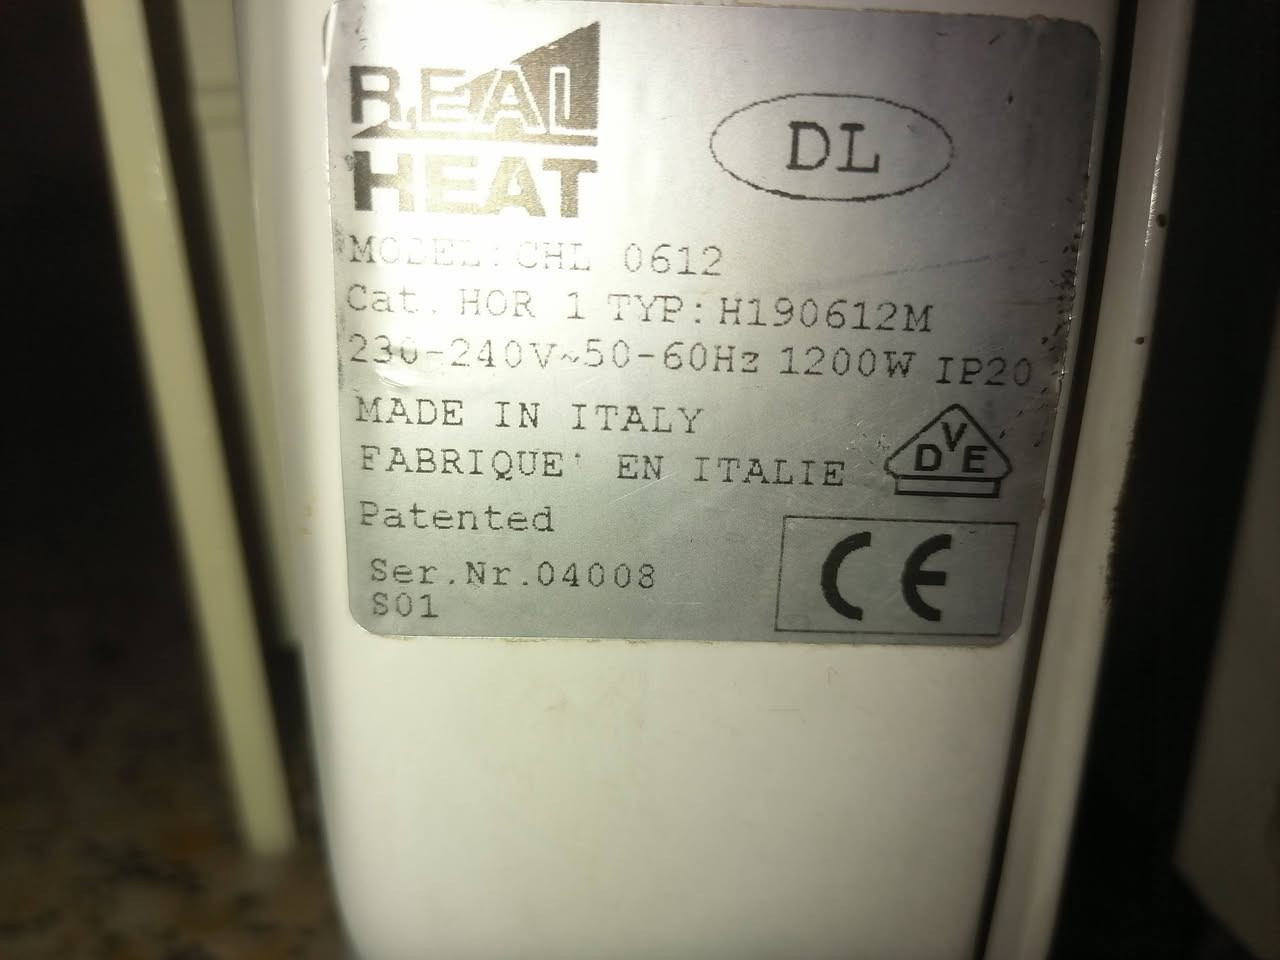 REAL
HEAT
DL
MODEL: CHL 0612
Cat. HOR 1 TYP: H190612M
230-240V~50-60Hz 1200W IP20
MADE IN ITALY
FABRIQUE' EN ITALIE
VDE
Patented
Ser.Nr.04008
S01
CE